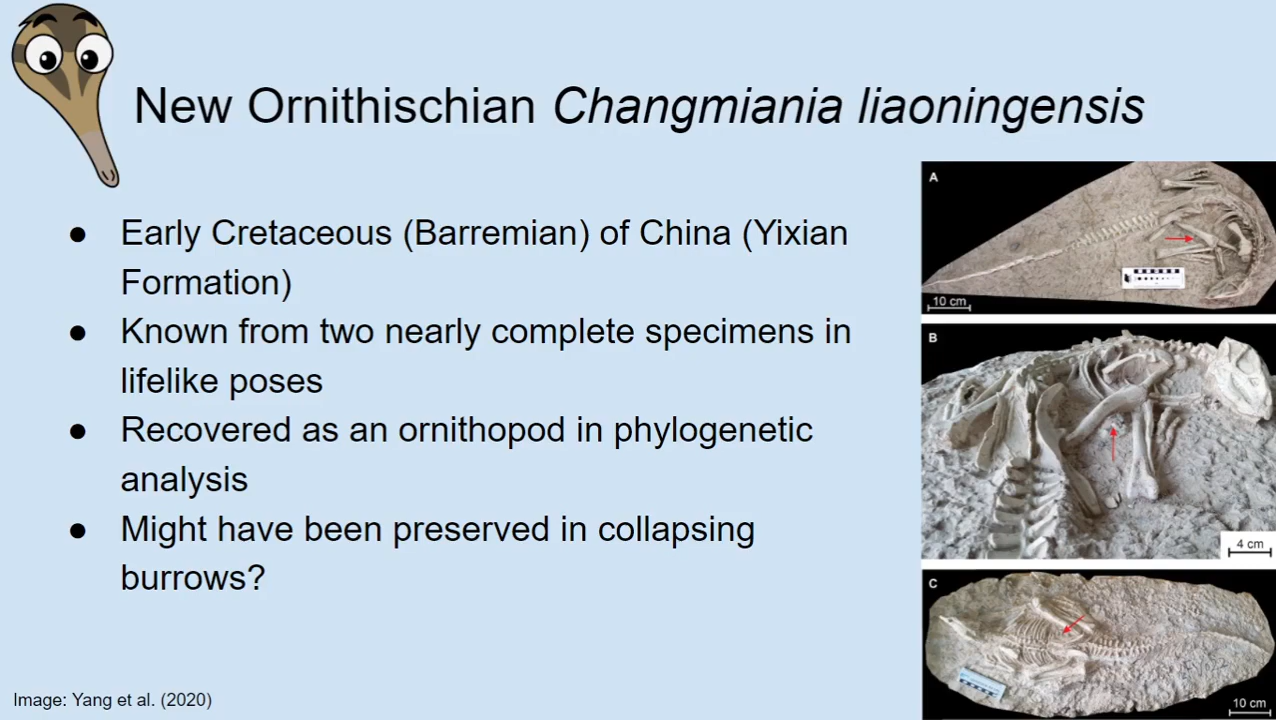 New Ornithischian Changmiania liaoningensis
● Early Cretaceous (Barremian) of China (Yixian
Formation)
● Known from two nearly complete specimens in
lifelike poses
● Recovered as an ornithopod in phylogenetic
analysis
● Might have been preserved in collapsing
burrows?
A
10 cm
B
4 cm
C
10 cm
Image: Yang et al. (2020)